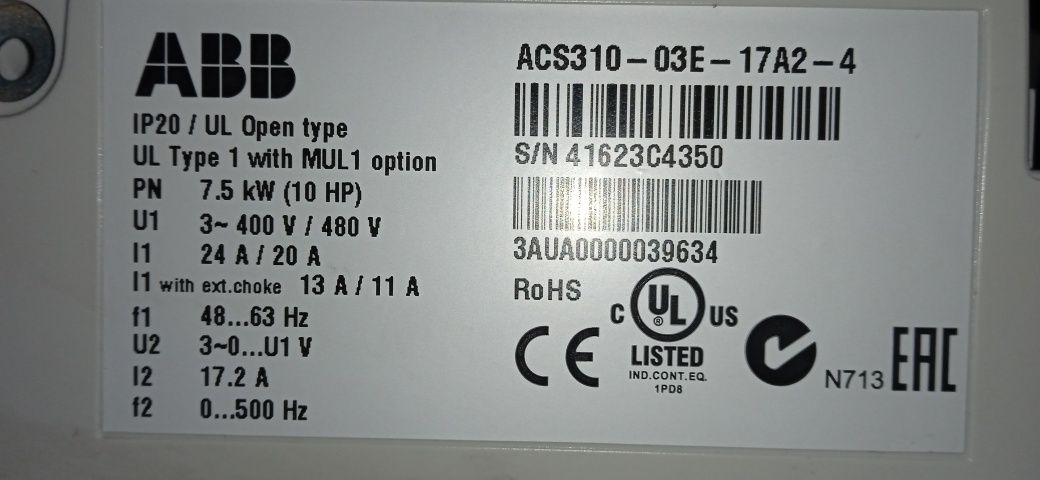 ABB
IP20 / UL Open type
UL Type 1 with MUL1 option
PN 7.5 kW (10 HP)
U1 3~ 400 V / 480 V
I1 24 A / 20 A
I1 with ext.choke 13 A / 11 A
f1 48...63 Hz
U2 3~0...U1 V
I2 17.2 A
f2 0...500 Hz
ACS310-03E-17A2-4
S/N 41623C4350
3AUA0000039634
RoHS
C UL ® US
LISTED
IND.CONT.EQ.
1PD8
CE
N713
EAC